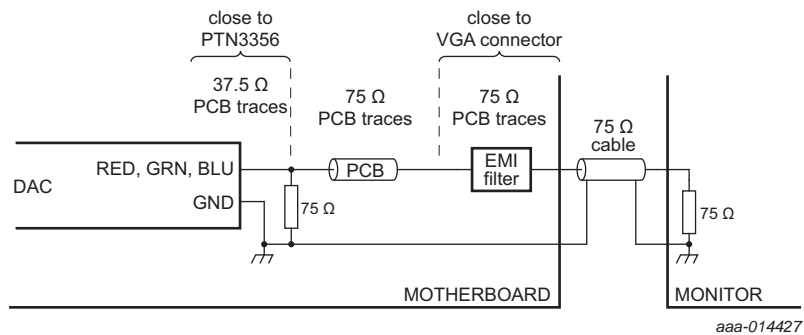 close to
PTN3356
close to
VGA connector
37.5 Ω
PCB traces
75 Ω
PCB traces
75 Ω
PCB traces
75 Ω
cable
RED, GRN, BLU
PCB
EMI
filter
DAC
GND
75 Ω
75 Ω
MOTHERBOARD
MONITOR
aaa-014427